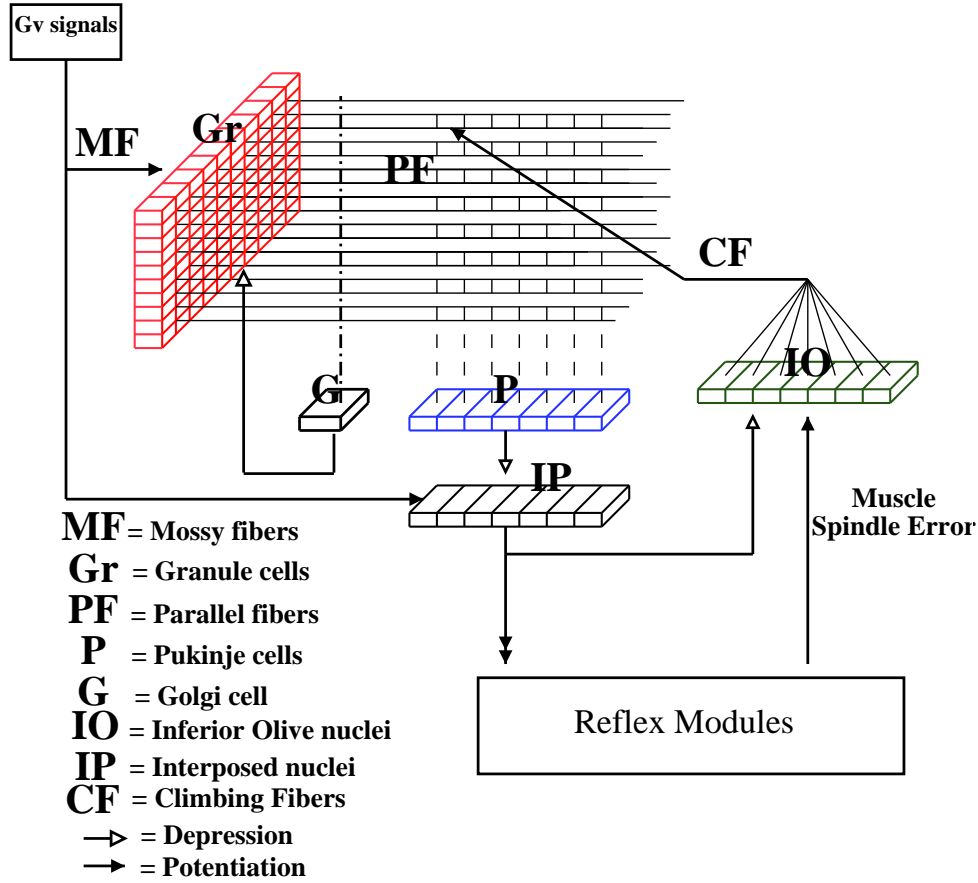 Gv signals
MF
Gr
PF
CF
G
P
IO
IP
Muscle
Spindle Error
MF = Mossy fibers
Gr = Granule cells
PF = Parallel fibers
P = Pukinje cells
G = Golgi cell
IO = Inferior Olive nuclei
IP = Interposed nuclei
CF = Climbing Fibers
= Depression
= Potentiation
Reflex Modules